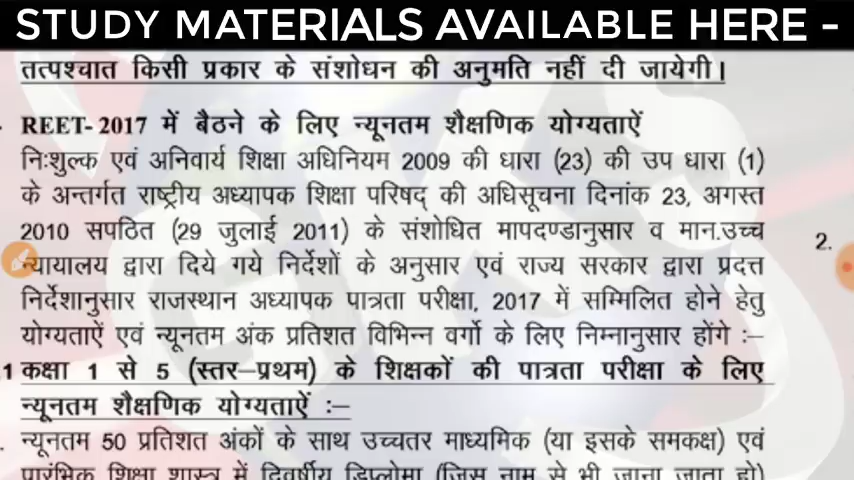 STUDY MATERIALS AVAILABLE HERE -
तत्पश्चात किसी प्रकार के संशोधन की अनुमति नहीं दी जायेगी।
REET- 2017 में बैठने के लिए न्यूनतम शैक्षणिक योग्यताऐं
निःशुल्क एवं अनिवार्य शिक्षा अधिनियम 2009 की धारा (23) की उप धारा (1)
के अन्तर्गत राष्ट्रीय अध्यापक शिक्षा परिषद् की अधिसूचना दिनांक 23, अगस्त
2010 सपठित (29 जुलाई 2011) के संशोधित मापदण्डानुसार व मान.उच्च
2.
न्यायालय द्वारा दिये गये निर्देशों के अनुसार एवं राज्य सरकार द्वारा प्रदत्त
निर्देशानुसार राजस्थान अध्यापक पात्रता परीक्षा, 2017 में सम्मिलित होने हेतु
योग्यताऐं एवं न्यूनतम अंक प्रतिशत विभिन्न वर्गो के लिए निम्नानुसार होंगे :–
1 कक्षा 1 से 5 (स्तर–प्रथम) के शिक्षकों की पात्रता परीक्षा के लिए
न्यूनतम शैक्षणिक योग्यताऐं :–
. न्यूनतम 50 प्रतिशत अंकों के साथ उच्चतर माध्यमिक (या इसके समकक्ष) एवं
प्रारंभिक शिक्षा शास्त्र में द्विवर्षीय डिप्लोमा (जिस नाम से भी जाना जाता हो)